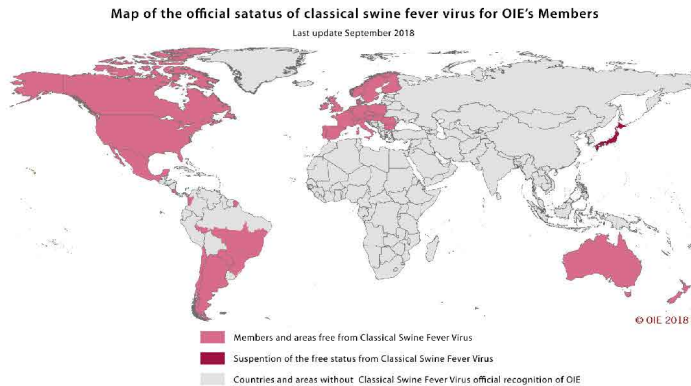 Map of the official satatus of classical swine fever virus for OIE's Members
Last update September 2018
© OIE 2018
Members and areas free from Classical Swine Fever Virus
Suspention of the free status from Classical Swine Fever Virus
Countries and areas without Classical Swine Fever Virus official recognition of OIE